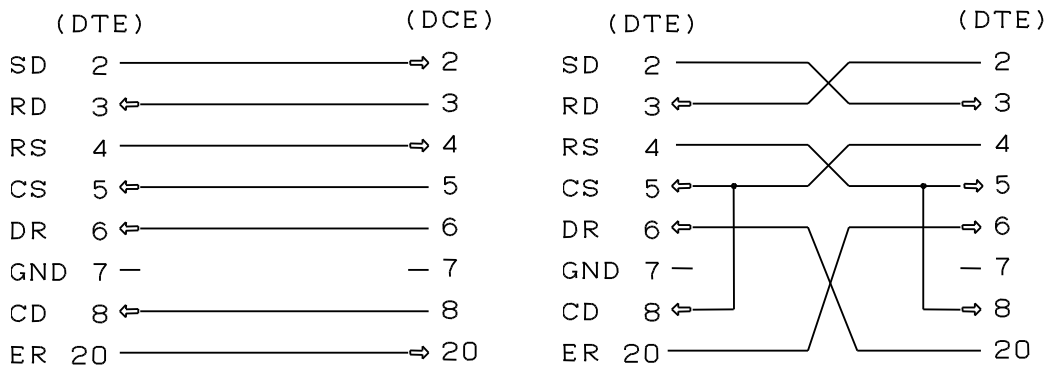 (DTE) (DCE)
SD 2 2
RD 3 3
RS 4 4
CS 5 5
DR 6 6
GND 7 7
CD 8 8
ER 20 20
(DTE) (DTE)
SD 2 2
RD 3 3
RS 4 4
CS 5 5
DR 6 6
GND 7 7
CD 8 8
ER 20 20